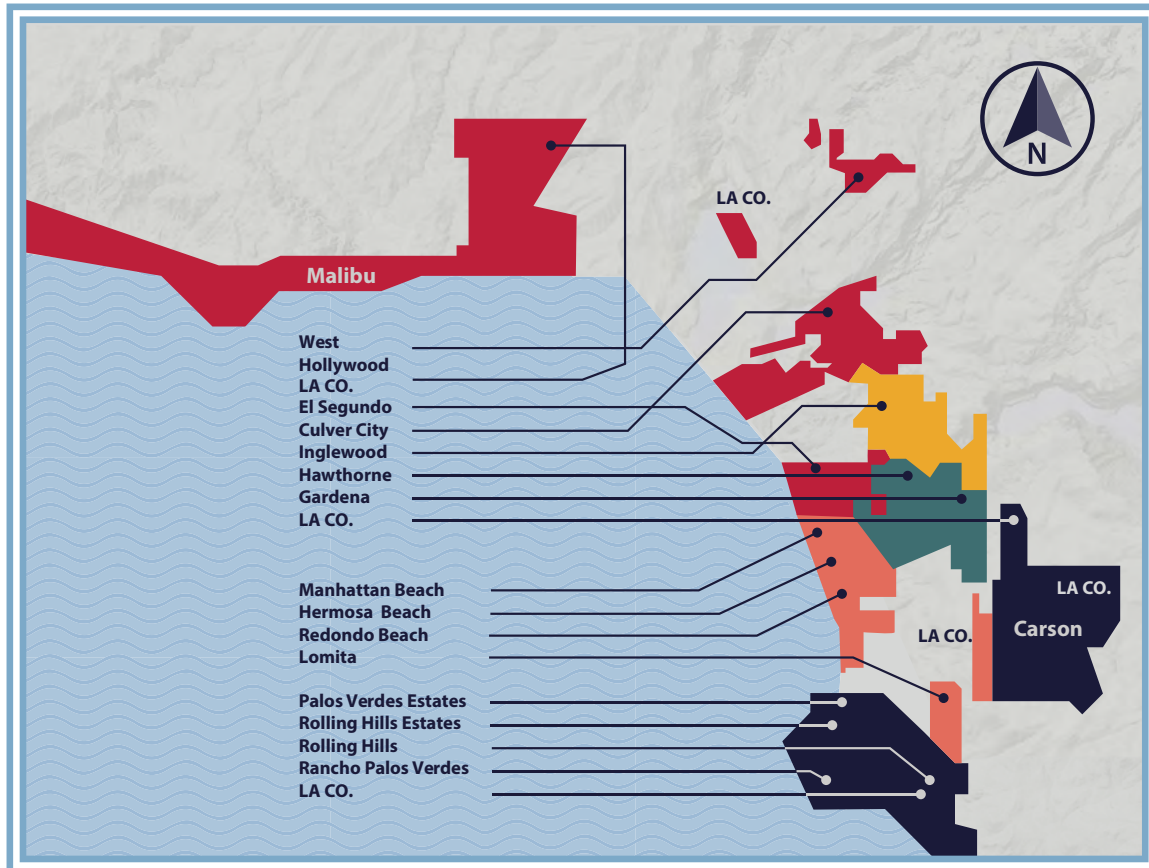 N
LA CO.
Malibu
West
Hollywood
LA CO.
El Segundo
Culver City
Inglewood
Hawthorne
Gardena
LA CO.
Manhattan Beach
Hermosa Beach
Redondo Beach
Lomita
LA CO.
Carson
LA CO.
Palos Verdes Estates
Rolling Hills Estates
Rolling Hills
Rancho Palos Verdes
LA CO.